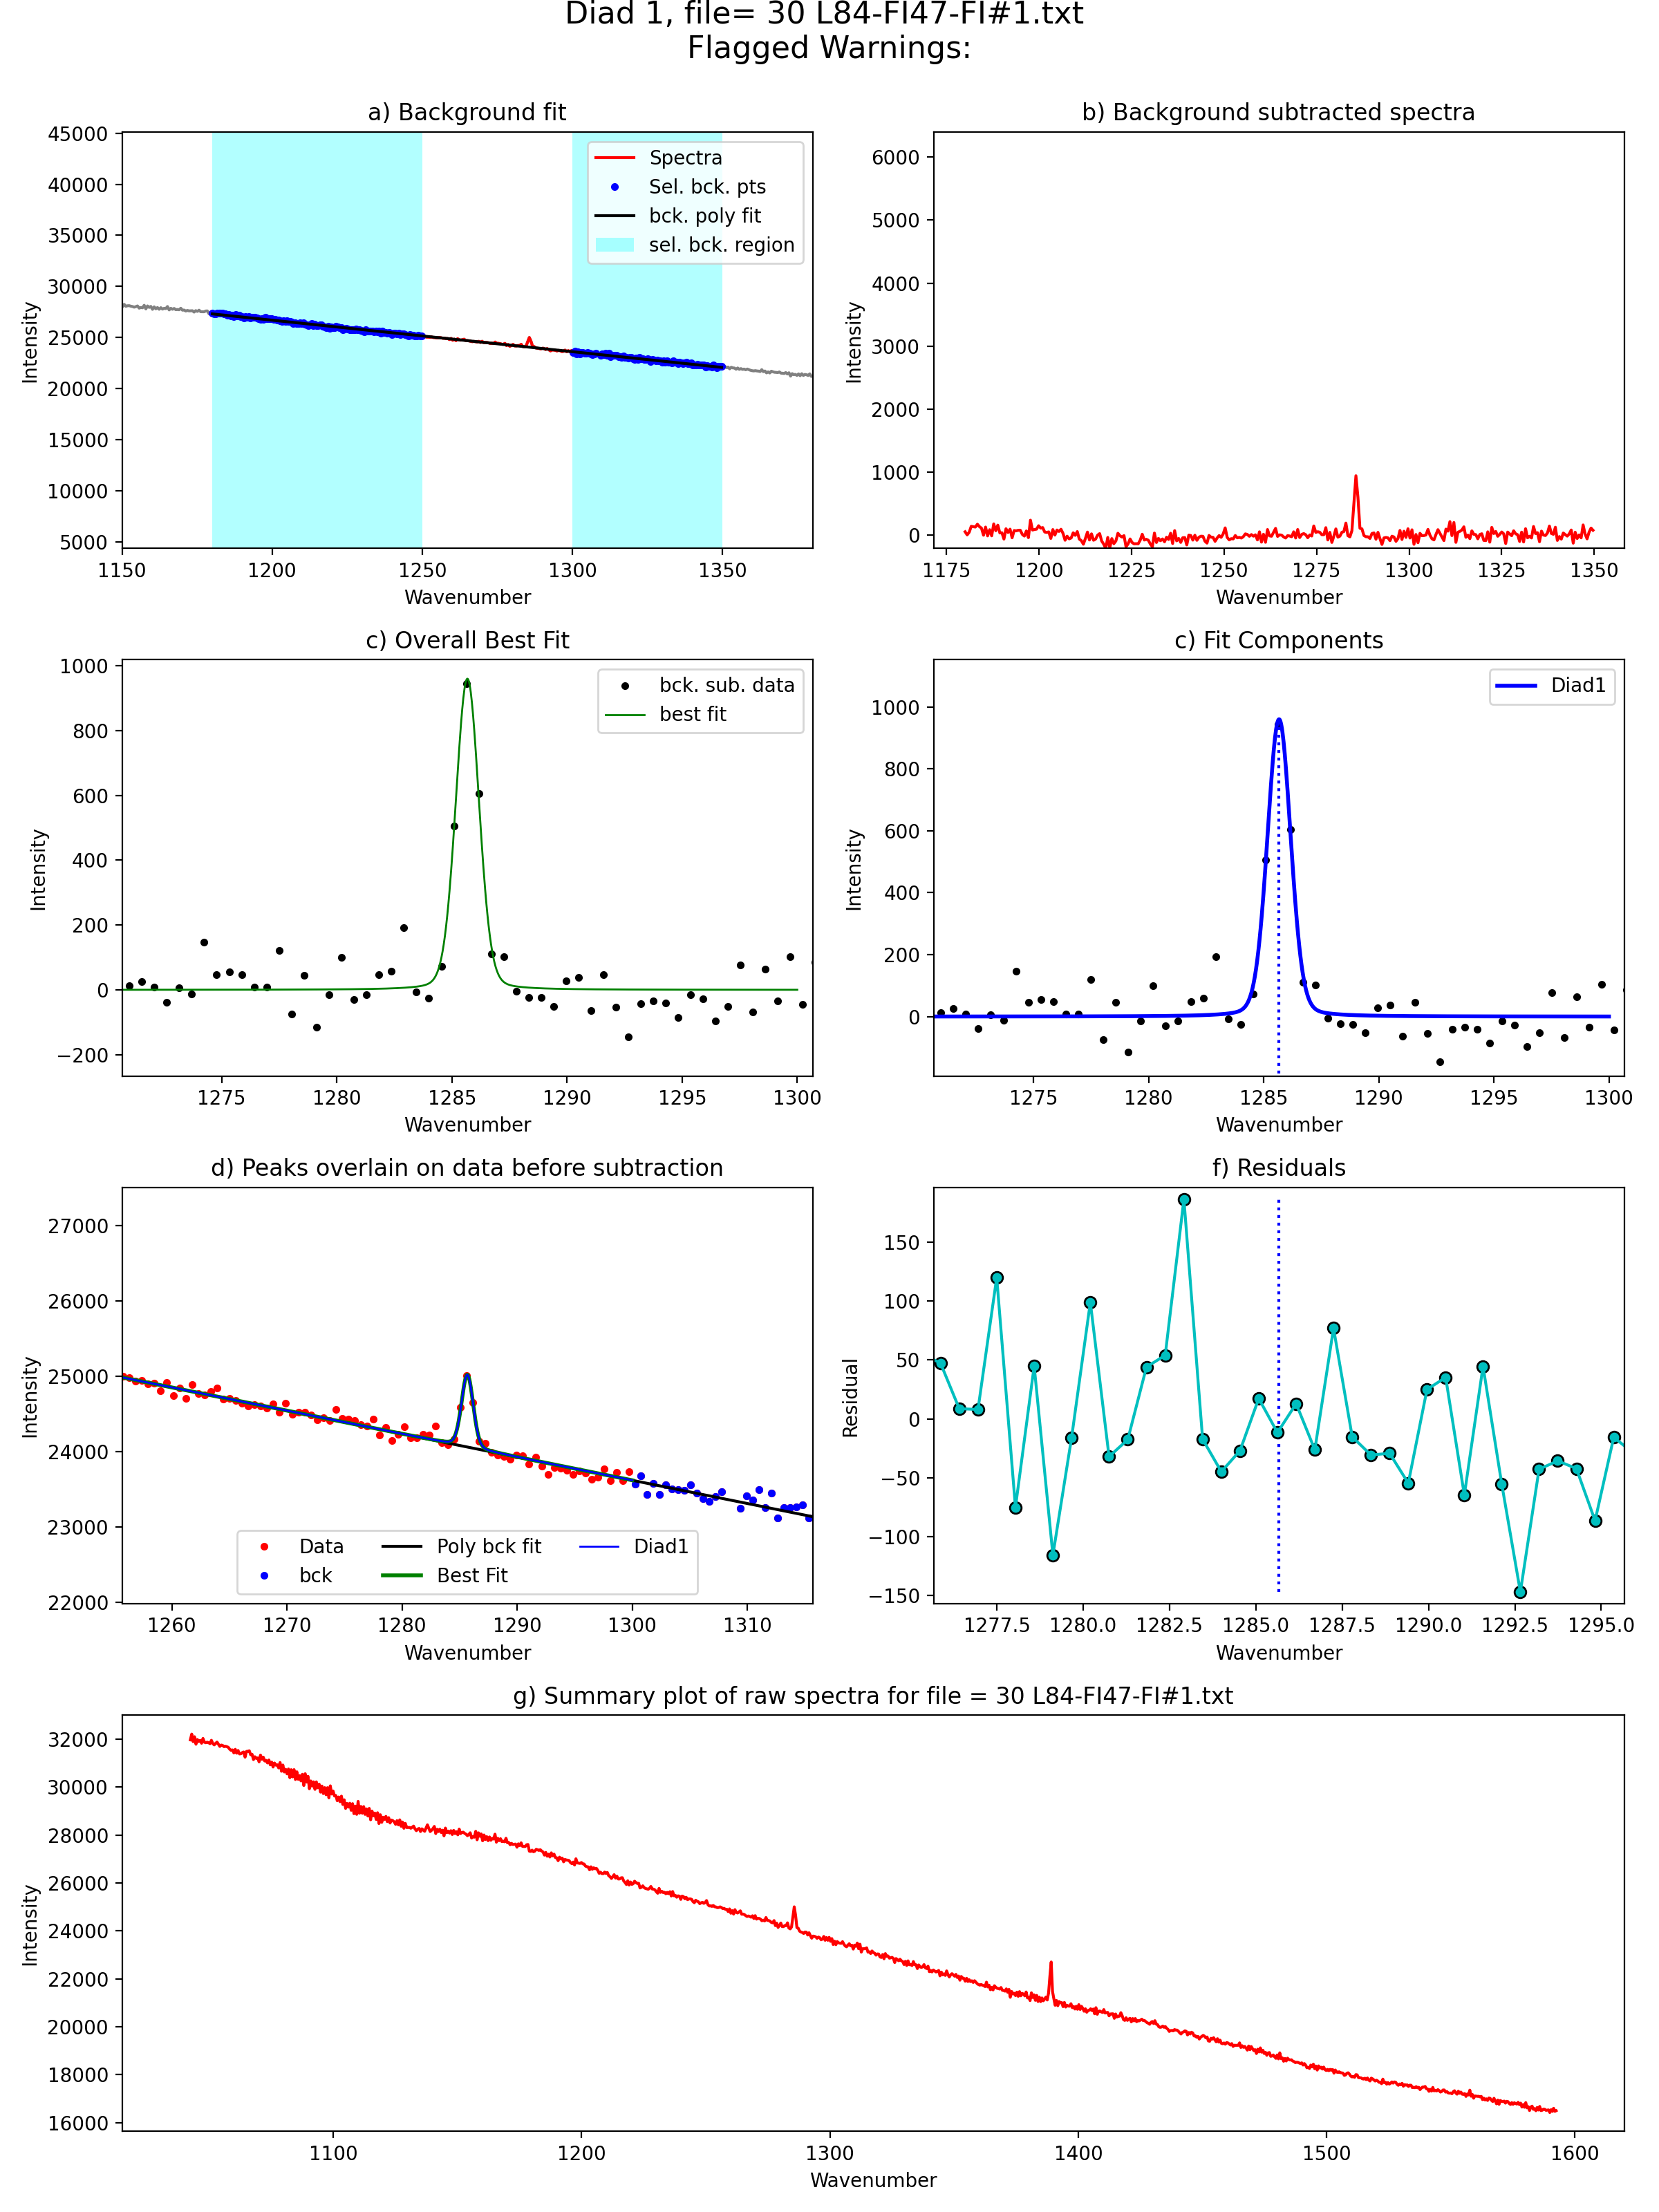 Diad 1, file= 30 L84-FI47-FI#1.txt
Flagged Warnings:
a) Background fit
45000
40000
35000
30000
25000
20000
15000
10000
5000
Intensity
Spectra
Sel. bck. pts
bck. poly fit
sel. bck. region
1150 1200 1250 1300 1350
Wavenumber
b) Background subtracted spectra
6000
5000
4000
3000
2000
1000
0
Intensity
1175 1200 1225 1250 1275 1300 1325 1350
Wavenumber
c) Overall Best Fit
1000
800
600
400
200
0
−200
Intensity
bck. sub. data
best fit
1275 1280 1285 1290 1295 1300
Wavenumber
c) Fit Components
1000
800
600
400
200
0
Intensity
Diad1
1275 1280 1285 1290 1295 1300
Wavenumber
d) Peaks overlain on data before subtraction
27000
26000
25000
24000
23000
22000
Intensity
Data Poly bck fit Diad1
bck Best Fit
1260 1270 1280 1290 1300 1310
Wavenumber
f) Residuals
150
100
50
0
−50
−100
−150
Residual
1277.5 1280.0 1282.5 1285.0 1287.5 1290.0 1292.5 1295.0
Wavenumber
g) Summary plot of raw spectra for file = 30 L84-FI47-FI#1.txt
32000
30000
28000
26000
24000
22000
20000
18000
16000
Intensity
1100 1200 1300 1400 1500 1600
Wavenumber